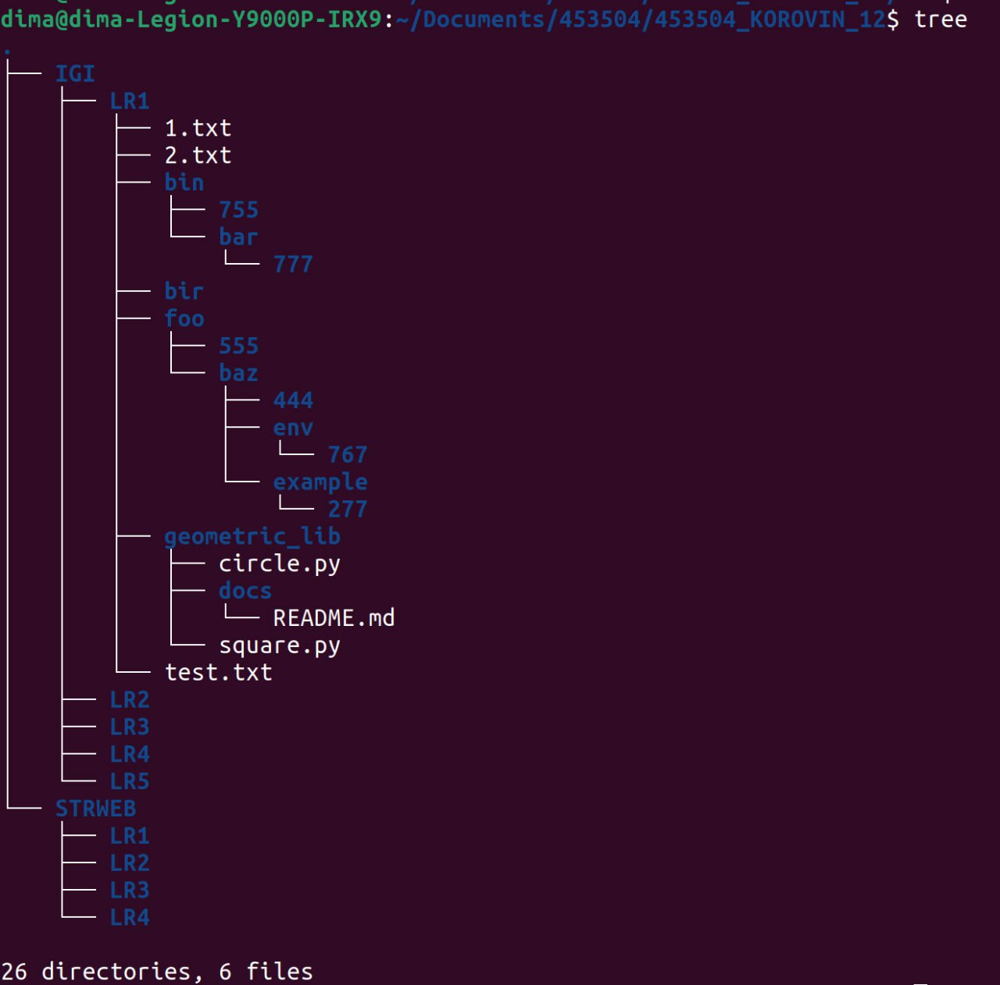 dima@dima-Legion-Y9000P-IRX9:~/Documents/453504/453504_KOROVIN_12$ tree
.
├── IGI
│   ├── LR1
│   │   ├── 1.txt
│   │   ├── 2.txt
│   │   ├── bin
│   │   │   ├── 755
│   │   │   └── bar
│   │   │       └── 777
│   │   ├── bir
│   │   ├── foo
│   │   │   ├── 555
│   │   │   └── baz
│   │   │       ├── 444
│   │   │       ├── env
│   │   │       │   └── 767
│   │   │       └── example
│   │   │           └── 277
│   │   ├── geometric_lib
│   │   │   ├── circle.py
│   │   │   ├── docs
│   │   │   │   └── README.md
│   │   │   └── square.py
│   │   └── test.txt
│   ├── LR2
│   ├── LR3
│   ├── LR4
│   └── LR5
└── STRWEB
    ├── LR1
    ├── LR2
    ├── LR3
    └── LR4
26 directories, 6 files